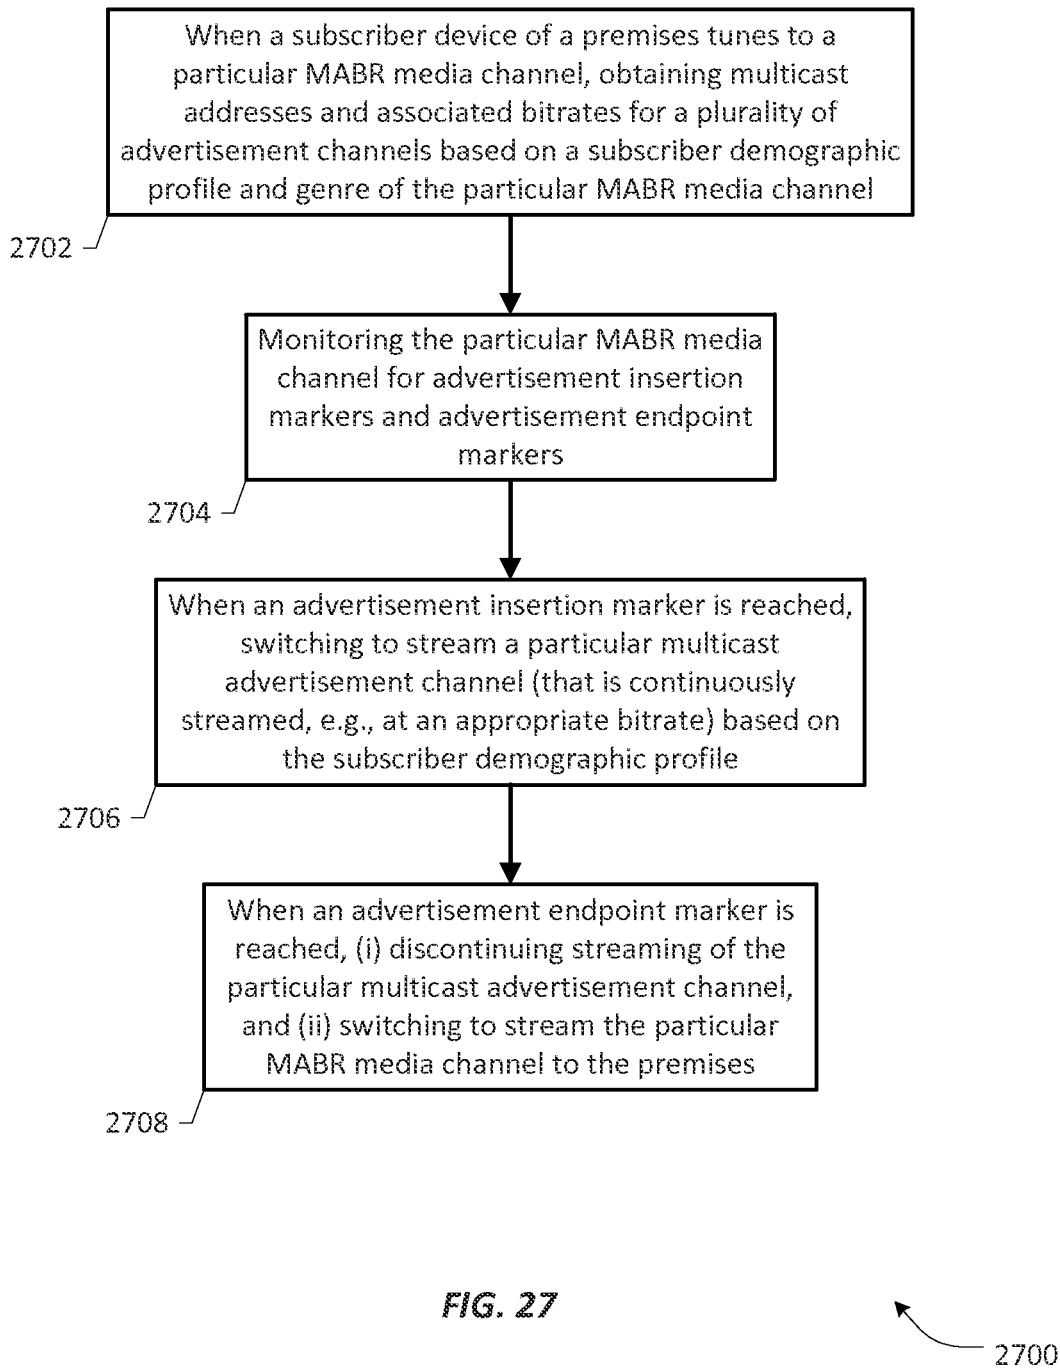 When a subscriber device of a premises tunes to a
particular MABR media channel, obtaining multicast
addresses and associated bitrates for a plurality of
advertisement channels based on a subscriber demographic
profile and genre of the particular MABR media channel
2702
Monitoring the particular MABR media
channel for advertisement insertion
markers and advertisement endpoint
markers
2704
When an advertisement insertion marker is reached,
switching to stream a particular multicast
advertisement channel (that is continuously
streamed, e.g., at an appropriate bitrate) based on
the subscriber demographic profile
2706
When an advertisement endpoint marker is
reached, (i) discontinuing streaming of the
particular multicast advertisement channel,
and (ii) switching to stream the particular
MABR media channel to the premises
2708
FIG. 27
2700